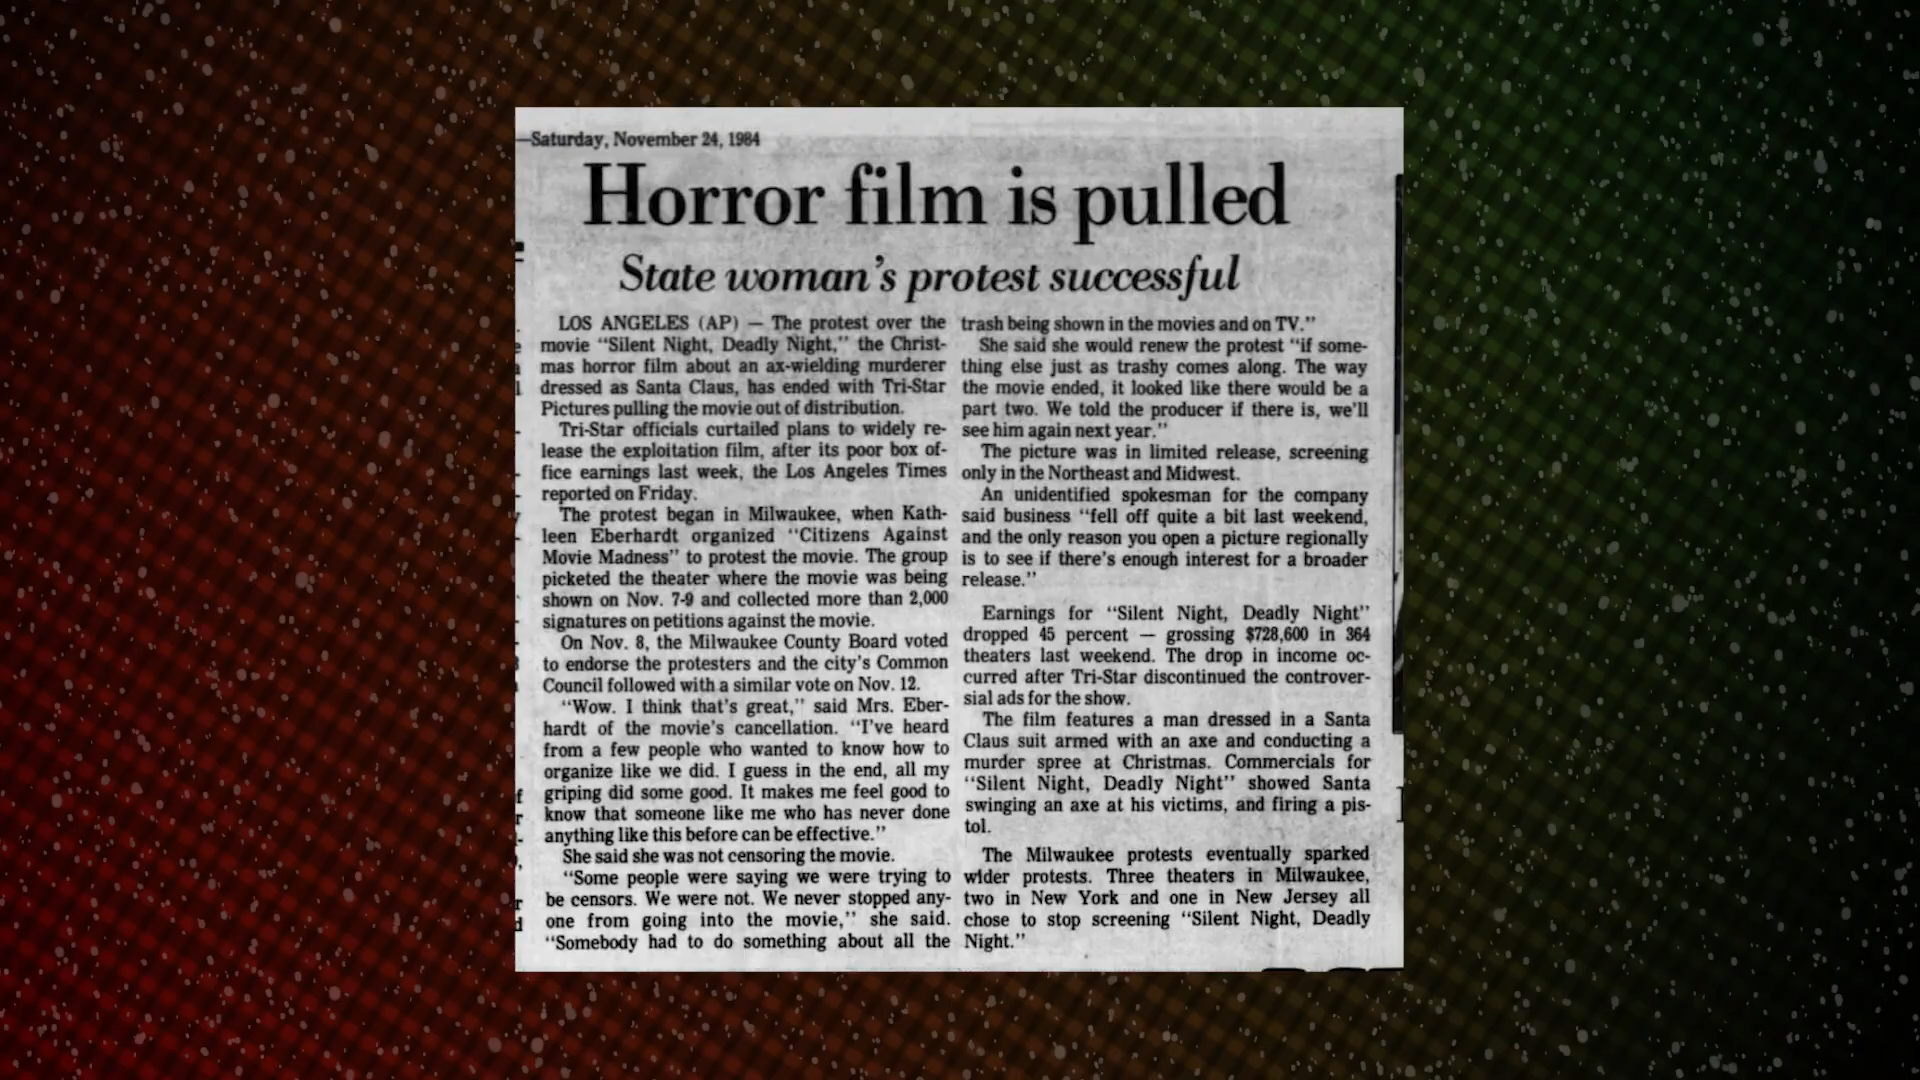 —Saturday, November 24, 1984
Horror film is pulled
State woman's protest successful
LOS ANGELES (AP) — The protest over the
movie "Silent Night, Deadly Night," the Christ-
mas horror film about an ax-wielding murderer
dressed as Santa Claus, has ended with Tri-Star
Pictures pulling the movie out of distribution.
Tri-Star officials curtailed plans to widely re-
lease the exploitation film, after its poor box of-
fice earnings last week, the Los Angeles Times
reported on Friday.
The protest began in Milwaukee, when Kath-
leen Eberhardt organized "Citizens Against
Movie Madness" to protest the movie. The group
picketed the theater where the movie was being
shown on Nov. 7-9 and collected more than 2,000
signatures on petitions against the movie.
On Nov. 8, the Milwaukee County Board voted
to endorse the protesters and the city's Common
Council followed with a similar vote on Nov. 12.
"Wow. I think that's great," said Mrs. Eber-
hardt of the movie's cancellation. "I've heard
from a few people who wanted to know how to
organize like we did. I guess in the end, all my
griping did some good. It makes me feel good to
know that someone like me who has never done
anything like this before can be effective."
She said she was not censoring the movie.
"Some people were saying we were trying to
be censors. We were not. We never stopped any-
one from going into the movie," she said.
"Somebody had to do something about all the
trash being shown in the movies and on TV."
She said she would renew the protest "if some-
thing else just as trashy comes along. The way
the movie ended, it looked like there would be a
part two. We told the producer if there is, we'll
see him again next year."
The picture was in limited release, screening
only in the Northeast and Midwest.
An unidentified spokesman for the company
said business "fell off quite a bit last weekend,
and the only reason you open a picture regionally
is to see if there's enough interest for a broader
release."
Earnings for "Silent Night, Deadly Night"
dropped 45 percent — grossing $728,600 in 364
theaters last weekend. The drop in income oc-
curred after Tri-Star discontinued the controver-
sial ads for the show.
The film features a man dressed in a Santa
Claus suit armed with an axe and conducting a
murder spree at Christmas. Commercials for
"Silent Night, Deadly Night" showed Santa
swinging an axe at his victims, and firing a pis-
tol.
The Milwaukee protests eventually sparked
wider protests. Three theaters in Milwaukee,
two in New York and one in New Jersey all
chose to stop screening "Silent Night, Deadly
Night."